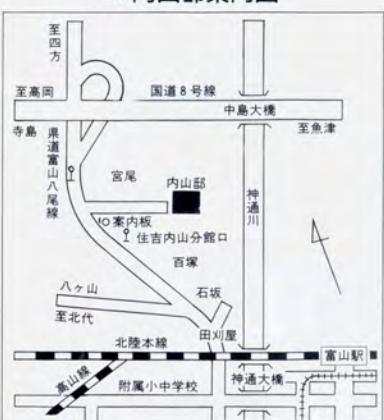 内山邸案内図
至四方
至高岡
国道8号線
中島大橋
寺島
至魚津
県道富山八尾線
宮尾
内山邸
神通川
案内板
住吉内山分館口
百塚
八ヶ山
石坂
至北代
田刈屋
北陸本線
富山駅
高山線
附属小中学校
神通大橋